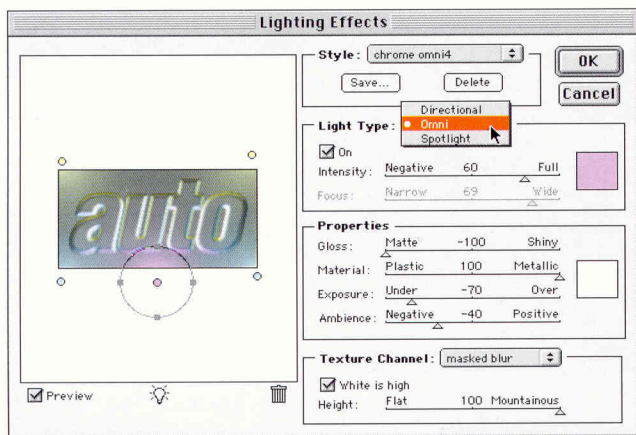 Lighting Effects
Style: chrome omni4
OK
Save...
Delete
Cancel
Directional
Light Type:
Omni
Spotlight
On
Intensity: Negative 60 Full
Focus: Narrow 69 Wide
auto
Properties
Gloss: Matte -100 Shiny
Material: Plastic 100 Metallic
Exposure: Under -70 Over
Ambience: Negative -40 Positive
Texture Channel: masked blur
White is high
Height: Flat 100 Mountainous
Preview